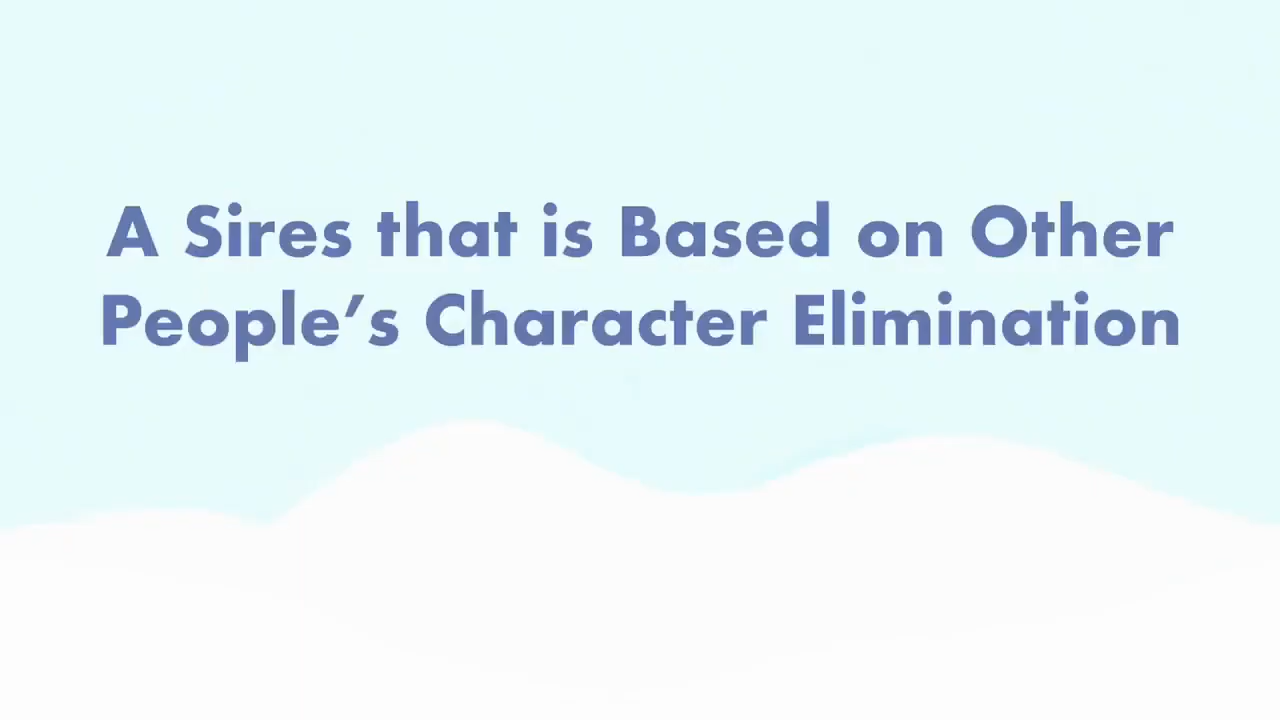 A Sires that is Based on Other
People’s Character Elimination